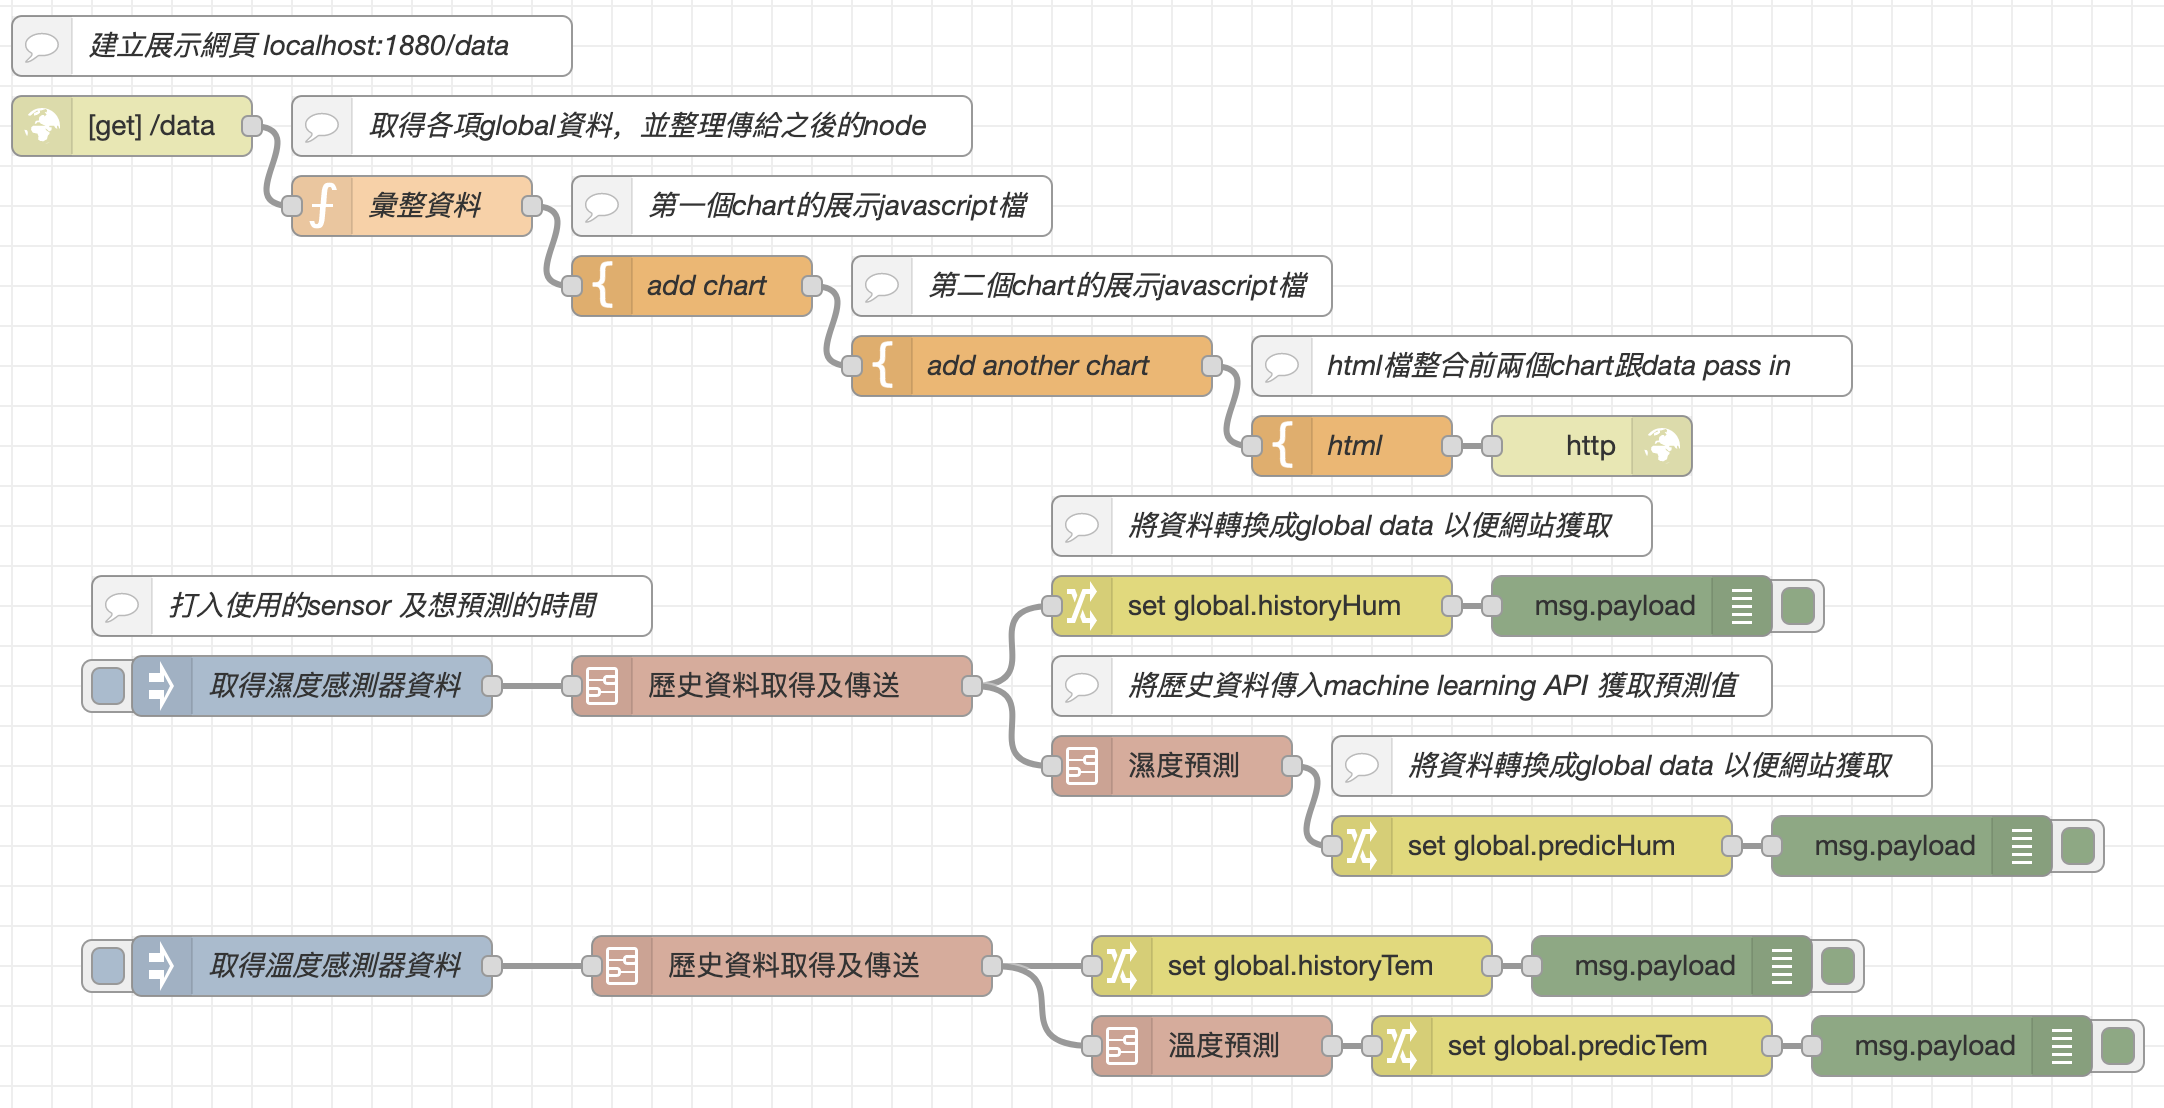 建立展示網頁 localhost:1880/data
[get] /data
取得各項global資料，並整理傳給之後的node
彙整資料
第一個chart的展示javascript檔
add chart
第二個chart的展示javascript檔
add another chart
html檔整合前兩個chart跟data pass in
html
http
將資料轉換成global data 以便網站獲取
打入使用的sensor 及想預測的時間
set global.historyHum
msg.payload
取得濕度感測器資料
歷史資料取得及傳送
將歷史資料傳入machine learning API 獲取預測值
濕度預測
將資料轉換成global data 以便網站獲取
set global.predicHum
msg.payload
取得溫度感測器資料
歷史資料取得及傳送
set global.historyTem
msg.payload
溫度預測
set global.predicTem
msg.payload